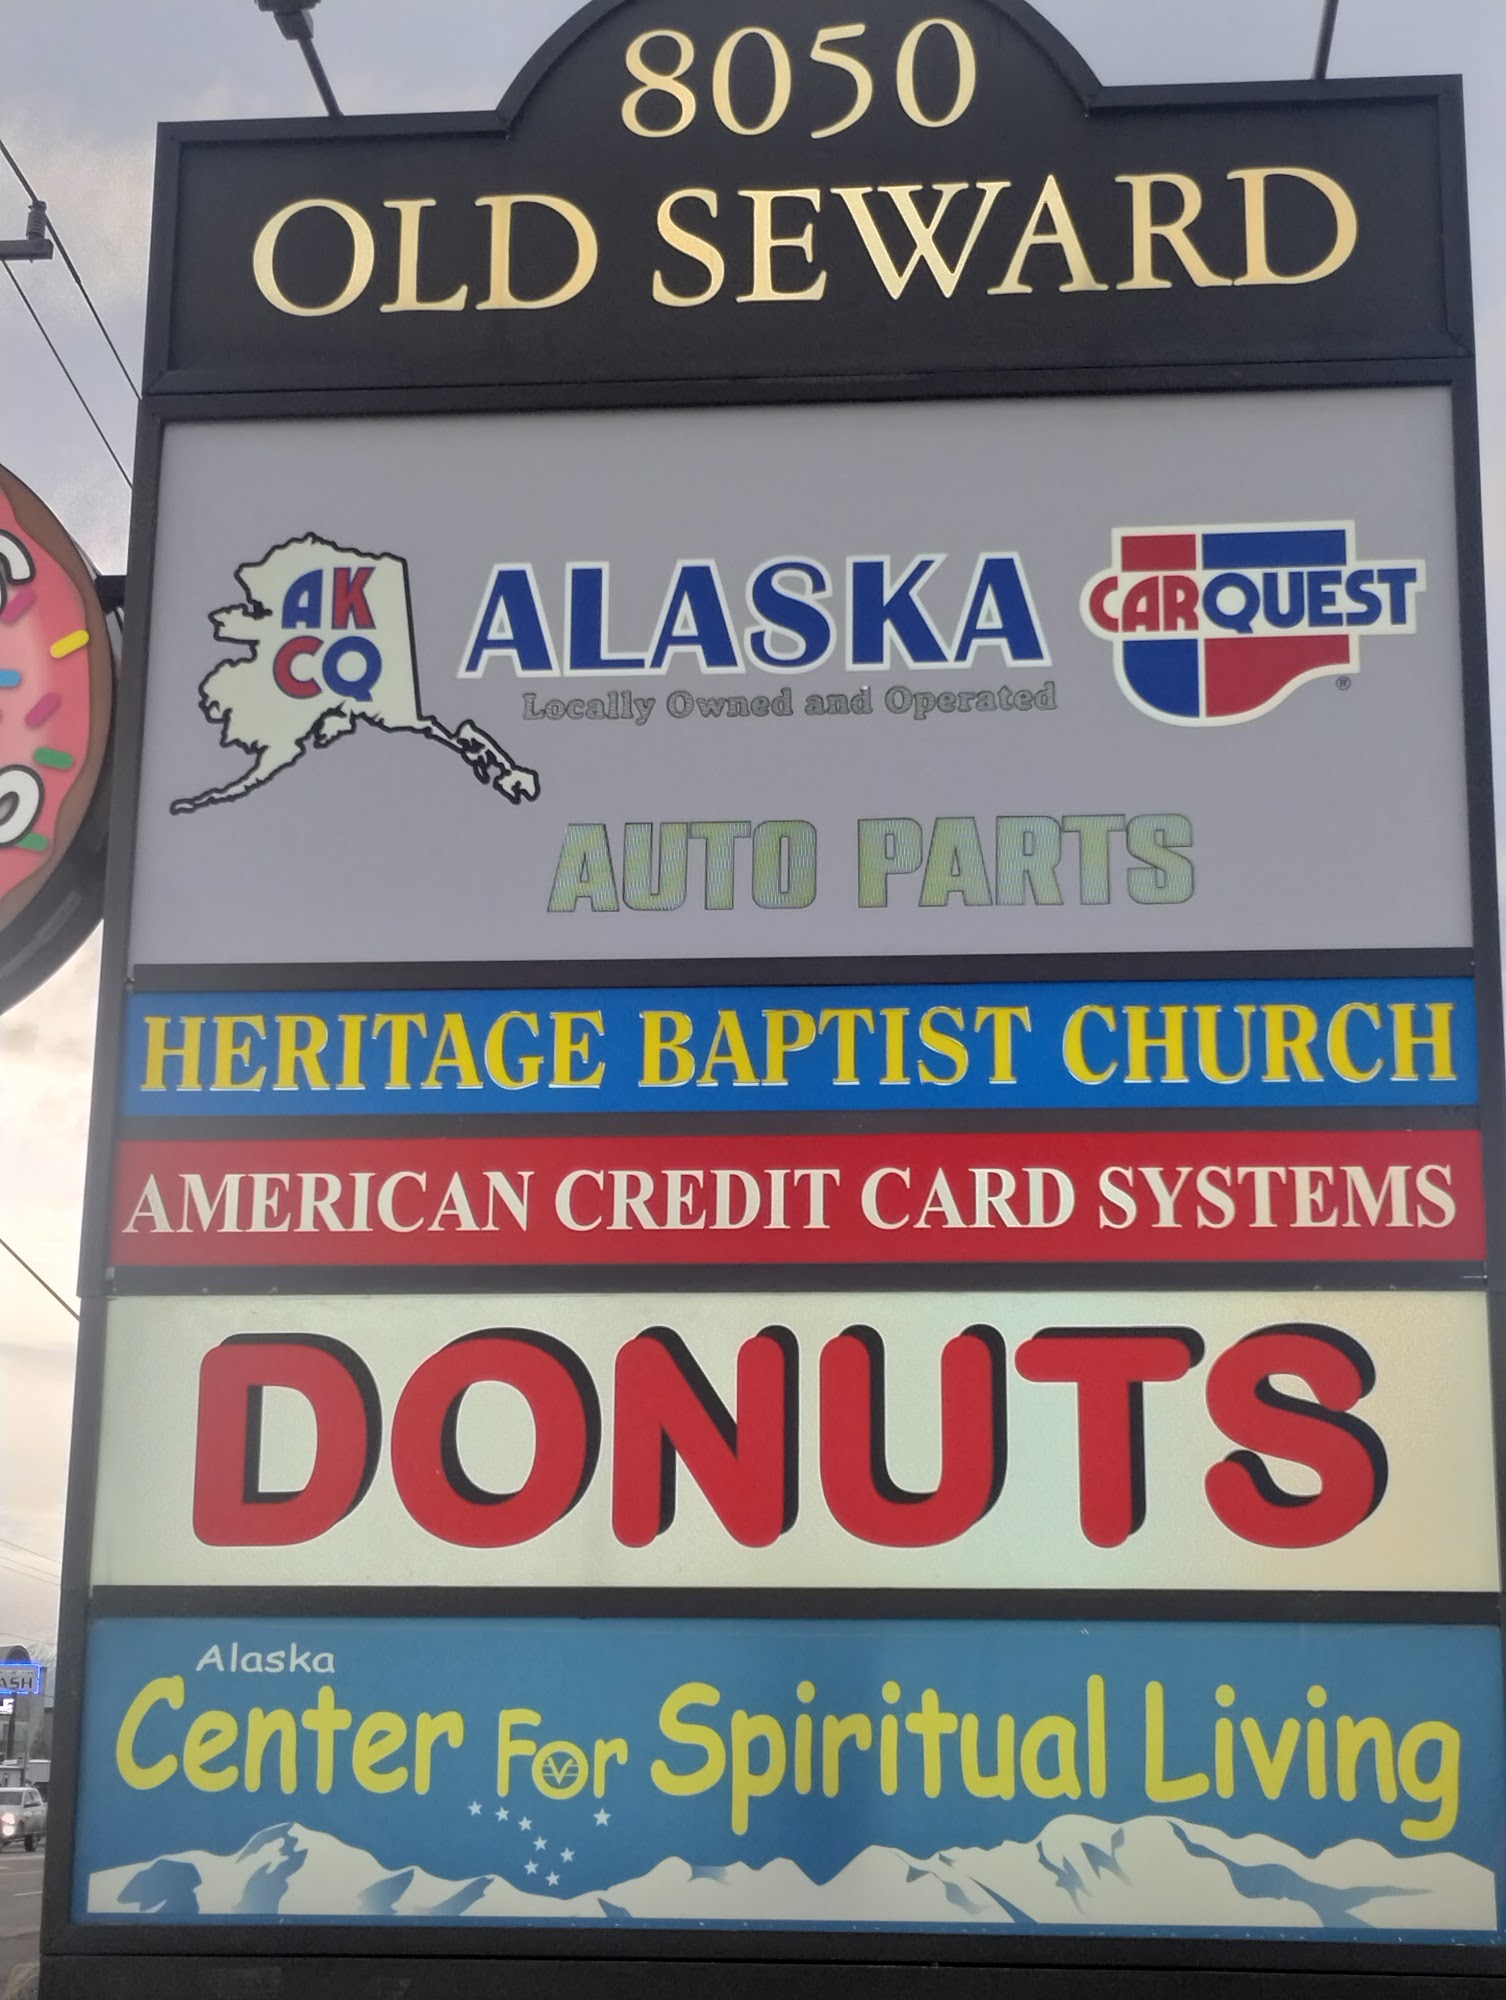 8050
OLD SEWARD
AK
CQ
ALASKA
Locally Owned and Operated
CARQUEST
®
AUTO PARTS
HERITAGE BAPTIST CHURCH
AMERICAN CREDIT CARD SYSTEMS
DONUTS
Alaska
Center For Spiritual Living